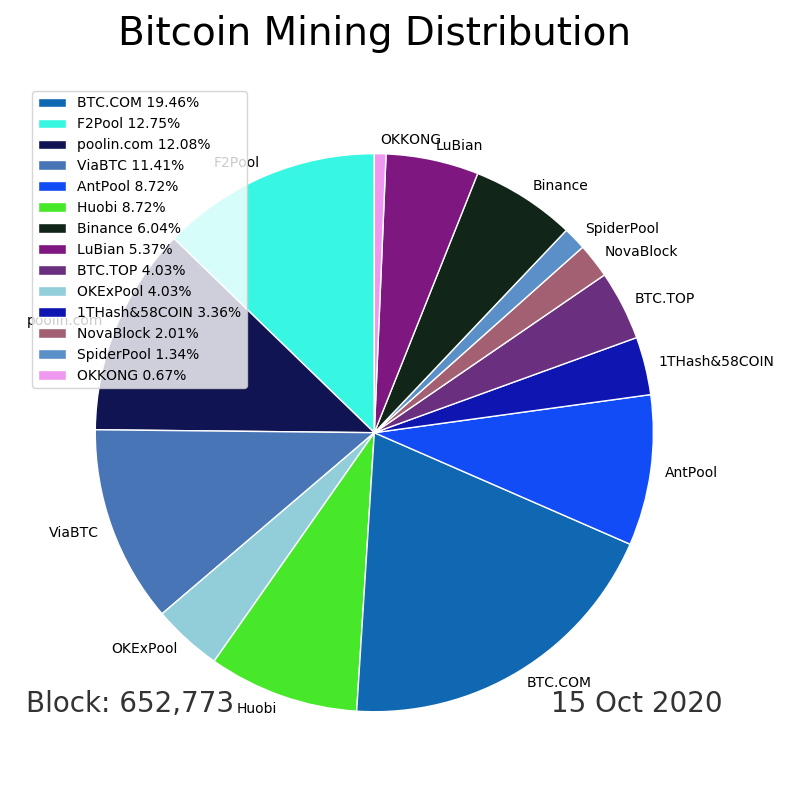 Bitcoin Mining Distribution
BTC.COM 19.46%
F2Pool 12.75%
poolin.com 12.08%
ViaBTC 11.41%
AntPool 8.72%
Huobi 8.72%
Binance 6.04%
LuBian 5.37%
BTC.TOP 4.03%
OKExPool 4.03%
1THash&58COIN 3.36%
NovaBlock 2.01%
SpiderPool 1.34%
OKKONG 0.67%
F2Pool
OKKONG
LuBian
Binance
SpiderPool
NovaBlock
BTC.TOP
poolin.com
1THash&58COIN
AntPool
ViaBTC
OKExPool
BTC.COM
Huobi
Block: 652,773
15 Oct 2020